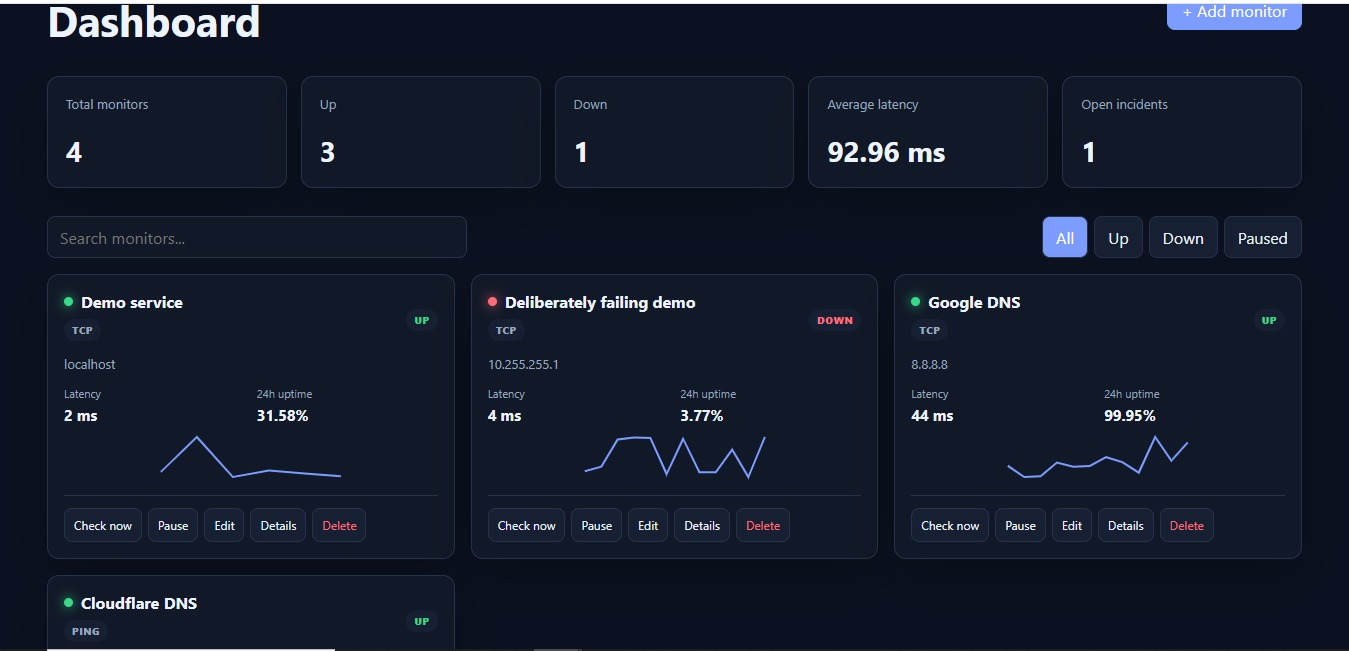 Dashboard
+ Add monitor
Total monitors
4
Up
3
Down
1
Average latency
92.96 ms
Open incidents
1
Search monitors...
All
Up
Down
Paused
Demo service
TCP
UP
localhost
Latency
24h uptime
2 ms
31.58%
Check now
Pause
Edit
Details
Delete
Deliberately failing demo
TCP
DOWN
10.255.255.1
Latency
24h uptime
4 ms
3.77%
Check now
Pause
Edit
Details
Delete
Google DNS
TCP
UP
8.8.8.8
Latency
24h uptime
44 ms
99.95%
Check now
Pause
Edit
Details
Delete
Cloudflare DNS
PING
UP